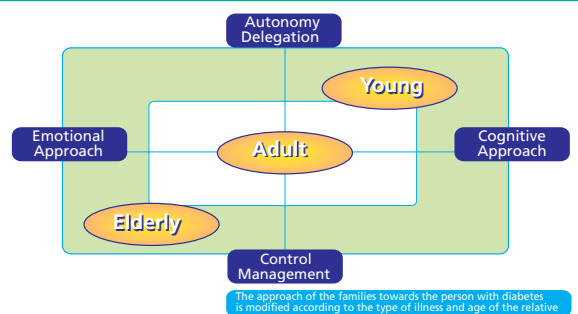 Autonomy
Delegation
Young
Emotional
Approach
Adult
Cognitive
Approach
Elderly
Control
Management
The approach of the families towards the person with diabetes
is modified according to the type of illness and age of the relative